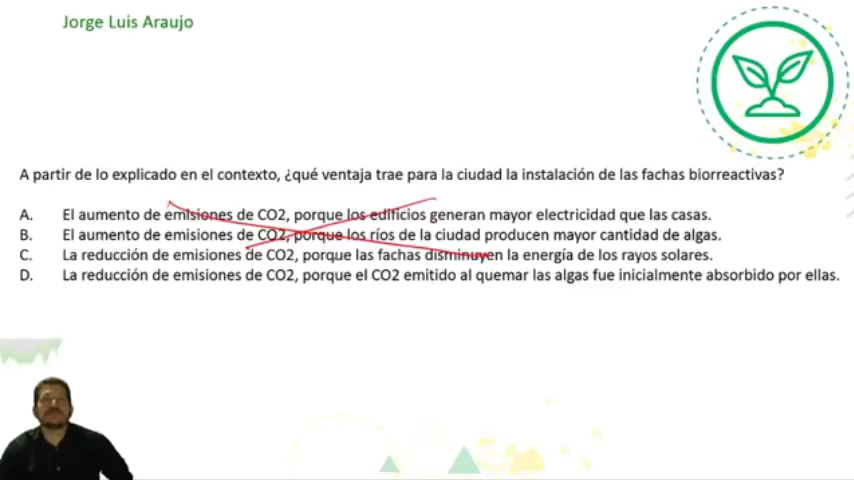 Jorge Luis Araujo
A partir de lo explicado en el contexto, ¿qué ventaja trae para la ciudad la instalación de las fachas biorreactivas?
A. El aumento de emisiones de CO2, porque los edificios generan mayor electricidad que las casas.
B. El aumento de emisiones de CO2, porque los ríos de la ciudad producen mayor cantidad de algas.
C. La reducción de emisiones de CO2, porque las fachas disminuyen la energía de los rayos solares.
D. La reducción de emisiones de CO2, porque el CO2 emitido al quemar las algas fue inicialmente absorbido por ellas.